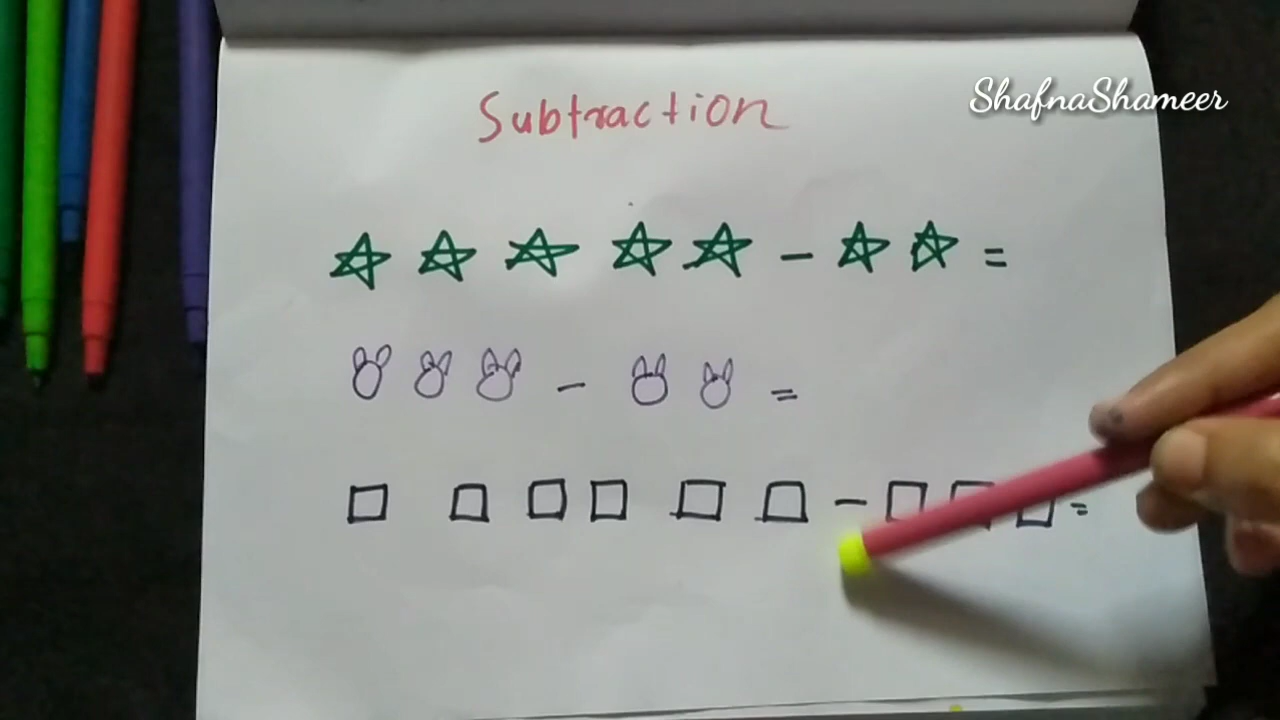 ShafnaShameer
Subtraction
☆ ☆ ☆ ☆ ☆ - ☆ ☆ =
- =
□ □ □ □ □ □ - □ □ □ =